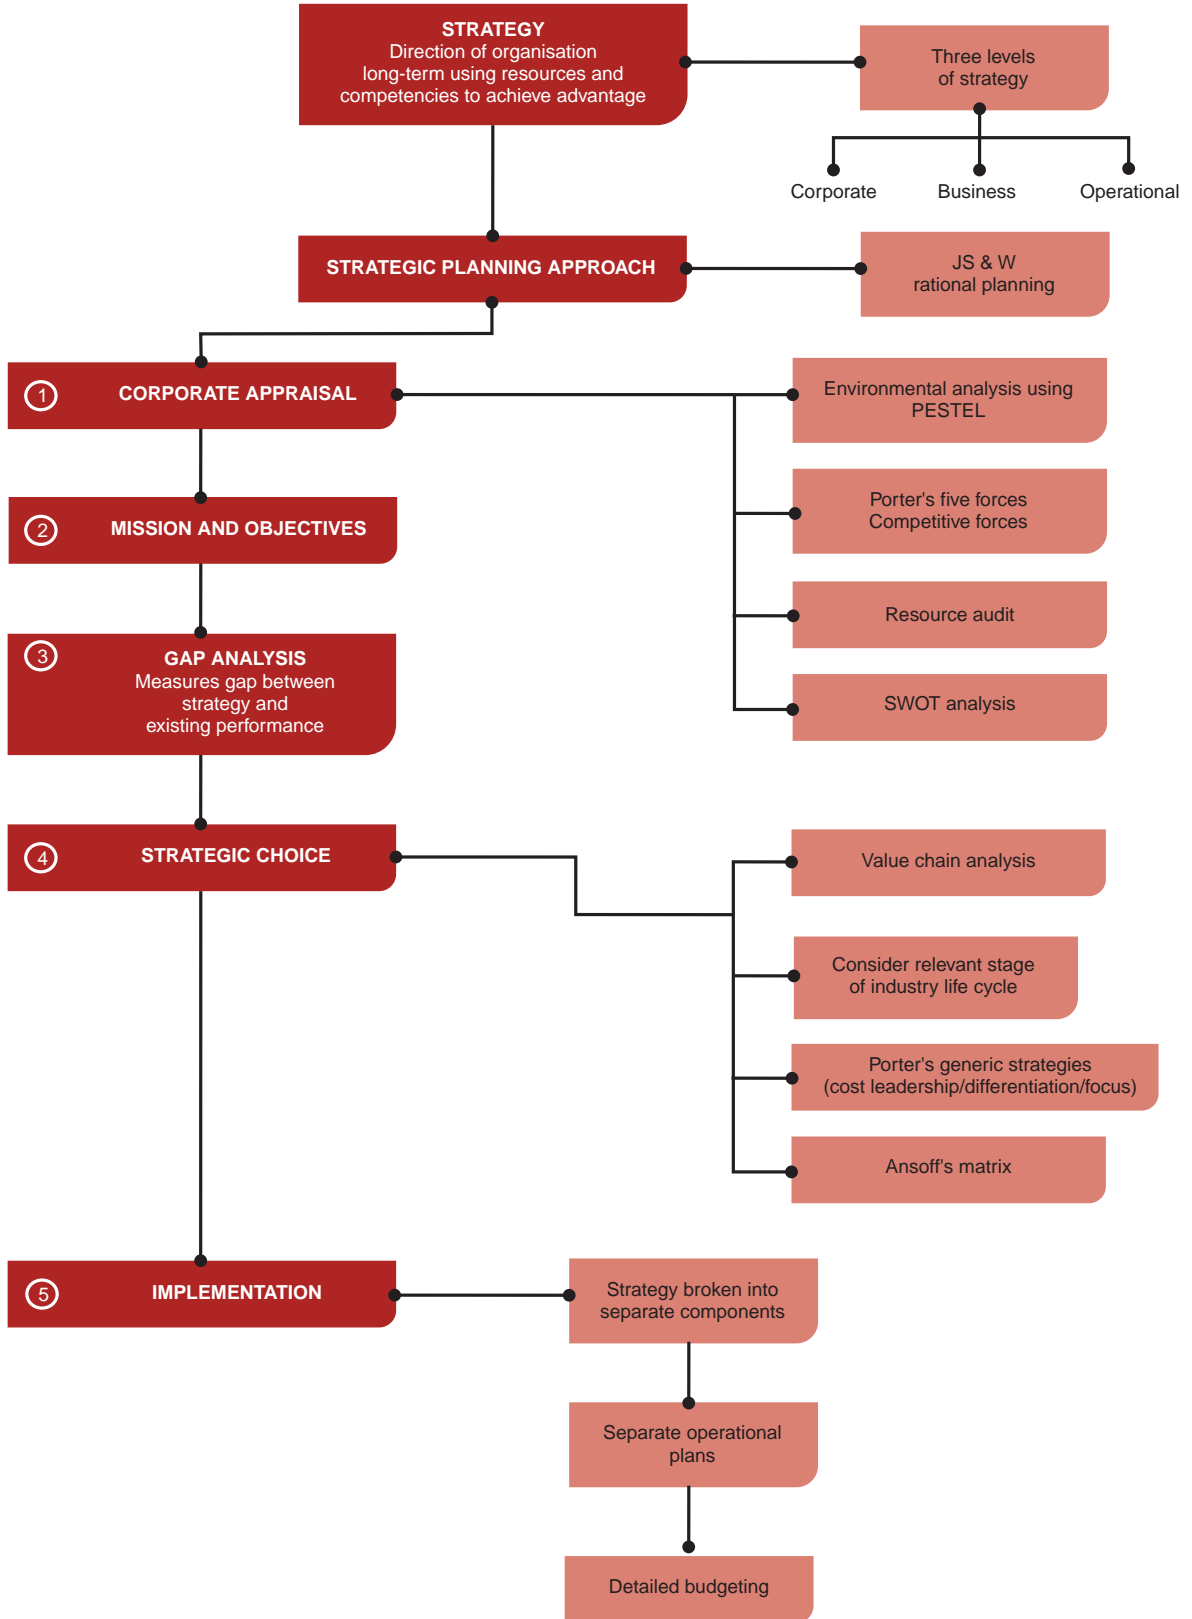 STRATEGY
Direction of organisation
long-term using resources and
competencies to achieve advantage
Three levels
of strategy
Corporate
Business
Operational
STRATEGIC PLANNING APPROACH
JS & W
rational planning
1
CORPORATE APPRAISAL
Environmental analysis using
PESTEL
Porter's five forces
Competitive forces
Resource audit
SWOT analysis
2
MISSION AND OBJECTIVES
3
GAP ANALYSIS
Measures gap between
strategy and
existing performance
4
STRATEGIC CHOICE
Value chain analysis
Consider relevant stage
of industry life cycle
Porter's generic strategies
(cost leadership/differentiation/focus)
Ansoff's matrix
5
IMPLEMENTATION
Strategy broken into
separate components
Separate operational
plans
Detailed budgeting